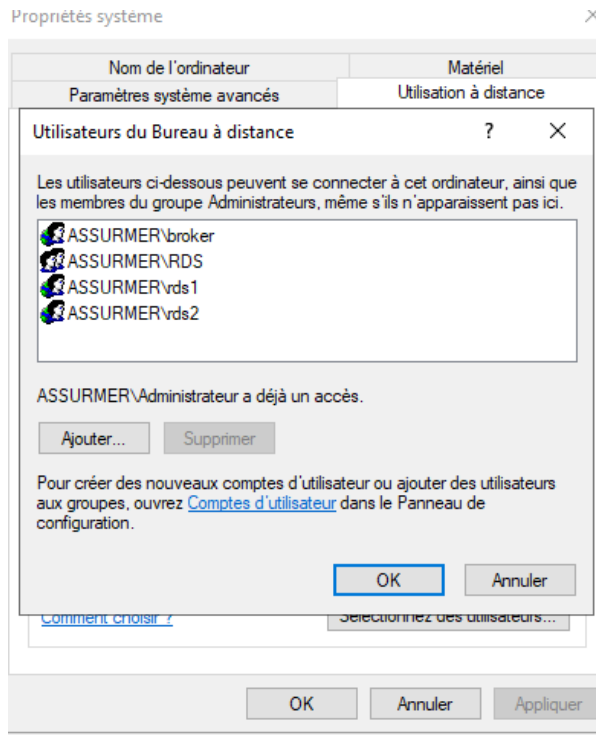 Propriétés système
Nom de l'ordinateur
Matériel
Paramètres système avancés
Utilisation à distance
Utilisateurs du Bureau à distance
?
Les utilisateurs ci-dessous peuvent se connecter à cet ordinateur, ainsi que
les membres du groupe Administrateurs, même s'ils n'apparaissent pas ici.
ASSURMER\broker
ASSURMER\RDS
ASSURMER\rds1
ASSURMER\rds2
ASSURMER\Administrateur a déjà un accès.
Ajouter...
Supprimer
Pour créer des nouveaux comptes d'utilisateur ou ajouter des utilisateurs
aux groupes, ouvrez Comptes d'utilisateur dans le Panneau de
configuration.
OK
Annuler
Comment choisir ?
Sélectionnez des utilisateurs...
OK
Annuler
Appliquer